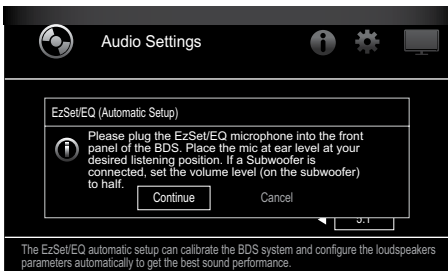 Audio Settings
EzSet/EQ (Automatic Setup)
Please plug the EzSet/EQ microphone into the front
panel of the BDS. Place the mic at ear level at your
desired listening position. If a Subwoofer is
connected, set the volume level (on the subwoofer)
to half.
Continue Cancel
5.1
The EzSet/EQ automatic setup can calibrate the BDS system and configure the loudspeakers
parameters automatically to get the best sound performance.